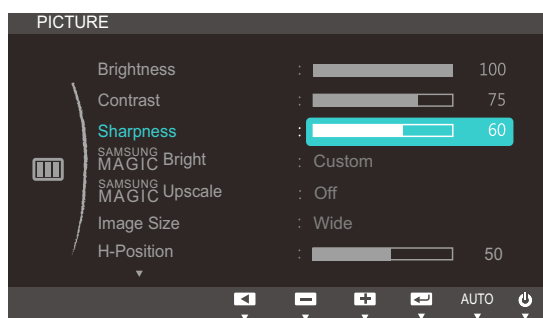 PICTURE
Brightness : 100
Contrast : 75
Sharpness : 60
SAMSUNG MAGIC Bright : Custom
SAMSUNG MAGIC Upscale : Off
Image Size : Wide
H-Position : 50
AUTO